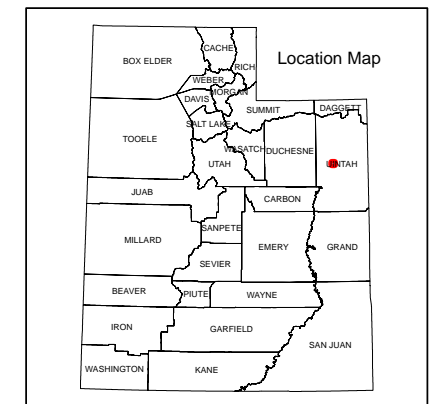 CACHE
Location Map
BOX ELDER
RICH
WEBER
MORGAN
DAVIS
SUMMIT
DAGGETT
SALT LAKE
TOOELE
WASATCH
DUCHESNE
UINTAH
UTAH
JUAB
CARBON
SANPETE
MILLARD
EMERY
GRAND
SEVIER
BEAVER
PIUTE
WAYNE
IRON
GARFIELD
SAN JUAN
WASHINGTON
KANE